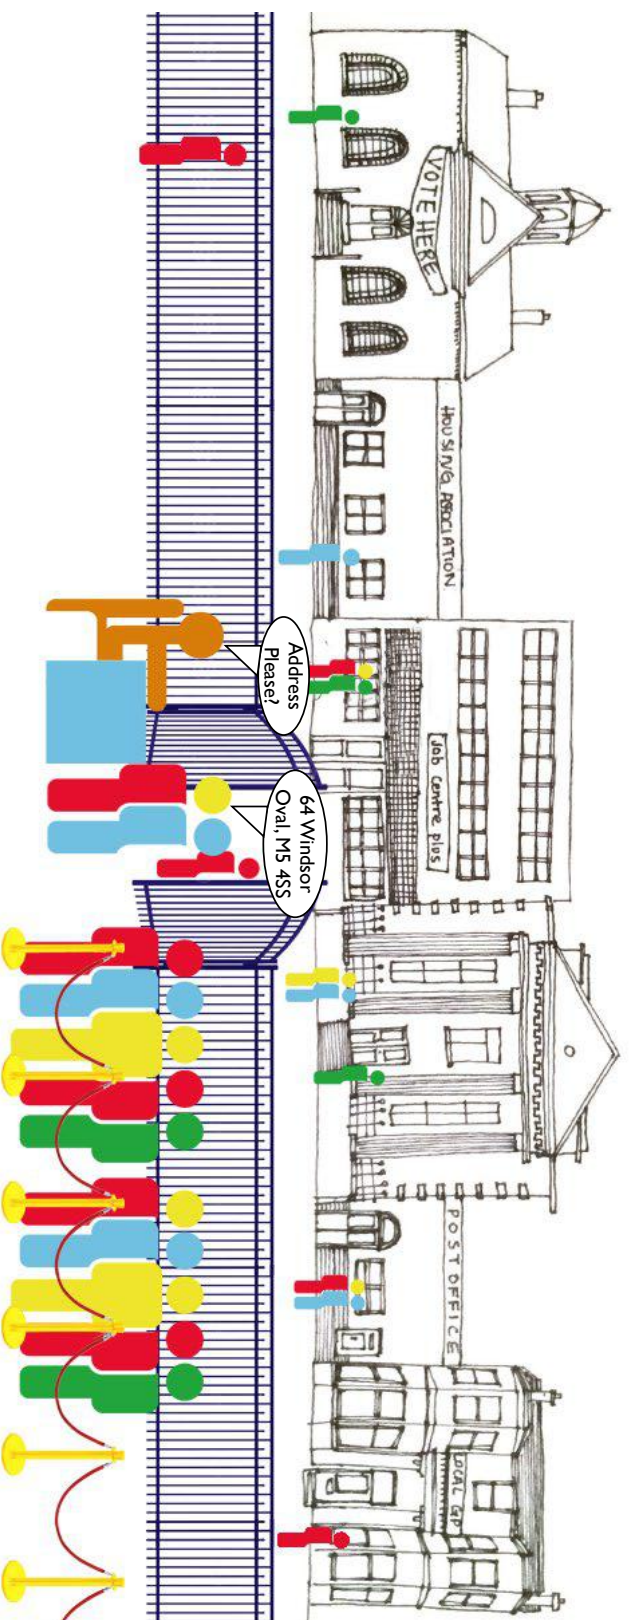 VOTE HERE
HOUSING ASSOCIATION
Job centre plus
POST OFFICE
LOCAL GP
Address
Please?
64 Windsor
Oval, M5 4SS